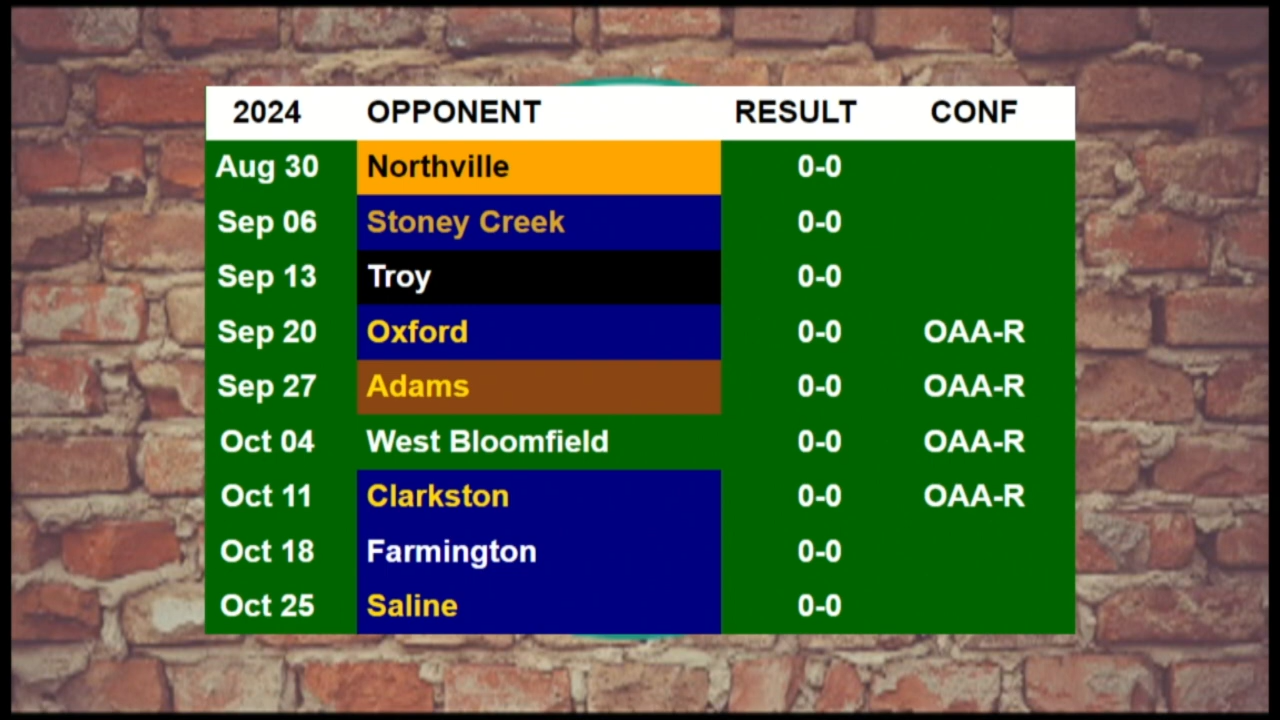 2024 OPPONENT RESULT CONF
Aug 30 Northville 0-0
Sep 06 Stoney Creek 0-0
Sep 13 Troy 0-0
Sep 20 Oxford 0-0 OAA-R
Sep 27 Adams 0-0 OAA-R
Oct 04 West Bloomfield 0-0 OAA-R
Oct 11 Clarkston 0-0 OAA-R
Oct 18 Farmington 0-0
Oct 25 Saline 0-0